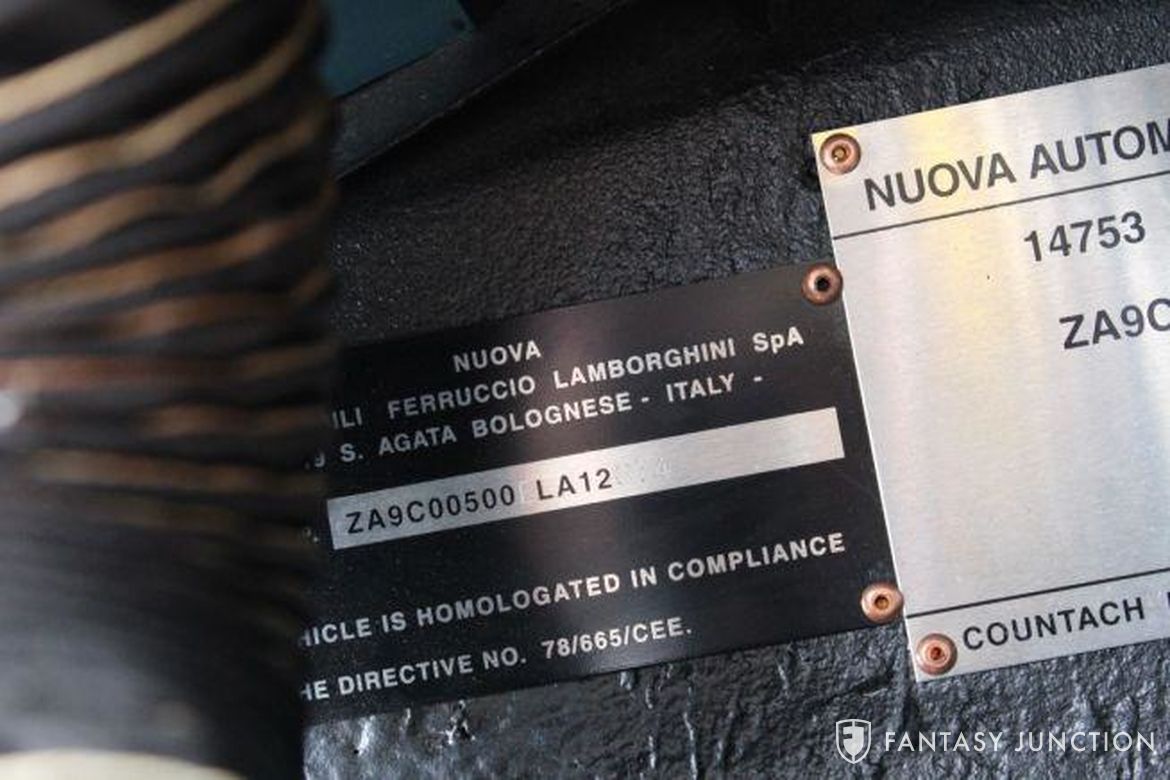 NUOVA
ILI FERRUCCIO LAMBORGHINI SpA
S. AGATA BOLOGNESE - ITALY -
ZA9C00500 LA12
HICLE IS HOMOLOGATED IN COMPLIANCE
HE DIRECTIVE NO. 78/665/CEE.
NUOVA AUTOM
14753
ZA9C
COUNTACH
FANTASY JUNCTION